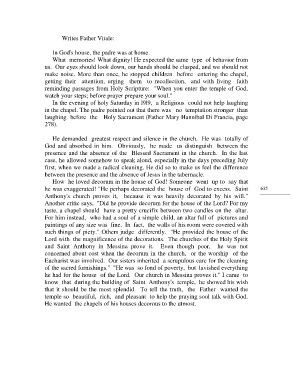 Writes Father Vitale:
In God's house, the padre was at home.
What memories! What dignity! He expected the same type of behavior from
us. Our eyes should look down, our hands should be clasped, and we should not
make noise. More than once, he stopped children before entering the chapel,
getting their attention, urging them to recollection, and with living faith
reminding passages from Holy Scripture: "When you enter the temple of God,
watch your steps; before prayer prepare your soul."
In the evening of holy Saturday in 1919, a Religious could not help laughing
in the chapel. The padre pointed out that there was no temptation stronger than
laughing before the Holy Sacrament (Father Mary Hannibal Di Francia, page
278).
He demanded greatest respect and silence in the church. He was totally of
God and absorbed in him. Obviously, he made us distinguish between the
presence and the absence of the Blessed Sacrament in the church. In the last
case, he allowed somehow to speak aloud, especially in the days preceding July
first, when we made a radical cleaning. He did so to make us feel the difference
between the presence and the absence of Jesus in the tabernacle.
How he loved decorum in the house of God! Someone went up to say that
he was exaggerated! "He perhaps decorated the house of God to excess. Saint
Anthony's church proves it, because it was heavily decorated by his will."
Another critic says, "Did he provide decorum for the house of the Lord? For my
taste, a chapel should have a pretty crucifix between two candles on the altar.
For him instead, who had a soul of a simple child, an altar full of pictures and
paintings of any size was fine. In fact, the walls of his room were covered with
such things of piety." Others judge differently. "He provided the house of the
Lord with the magnification of the decorations. The churches of the Holy Spirit
and Saint Anthony in Messina prove it. Even though poor, he was not
concerned about cost when the decorum in the church, or the worship of the
Eucharist was involved. Our sisters inherited a scrupulous care for the cleaning
of the sacred furnishings." "He was so fond of poverty, but lavished everything
he had for the house of the Lord. Our church in Messina proves it." I came to
know that during the building of Saint Anthony's temple, he showed his wish
that it should be the most splendid. To tell the truth, the Father wanted the
temple so beautiful, rich, and pleasant to help the praying soul talk with God.
He wanted the chapels of his houses decorous to the utmost.